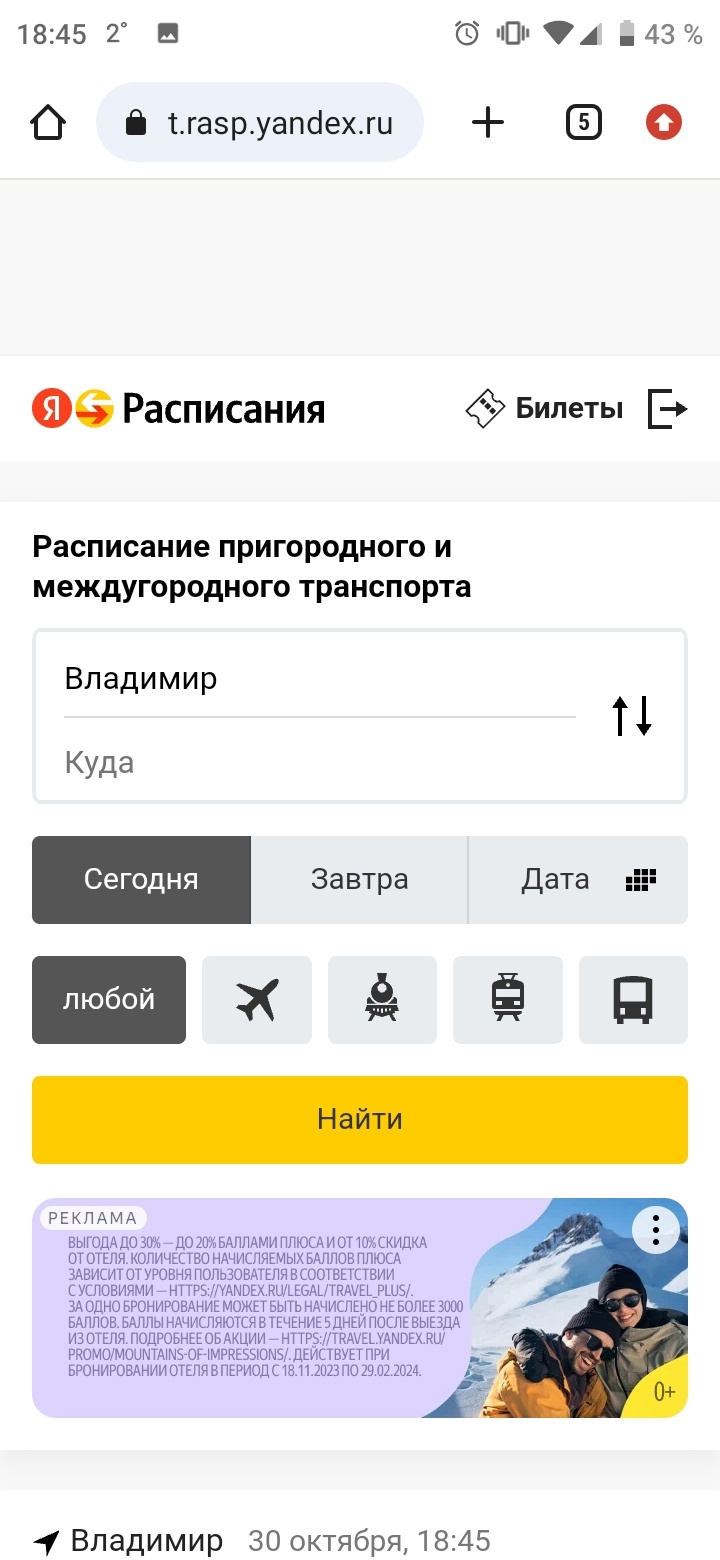 18:45 2° 43 %
t.rasp.yandex.ru 5
Я Расписания Билеты
Расписание пригородного и
междугородного транспорта
Владимир
Куда
Сегодня Завтра Дата
любой
Найти
РЕКЛАМА
ВЫГОДА ДО 30% — ДО 20% БАЛЛАМИ ПЛЮСА И ОТ 10% СКИДКА
ОТ ОТЕЛЯ. КОЛИЧЕСТВО НАЧИСЛЯЕМЫХ БАЛЛОВ ПЛЮСА
ЗАВИСИТ ОТ УРОВНЯ ПОЛЬЗОВАТЕЛЯ В СООТВЕТСТВИИ
С УСЛОВИЯМИ — HTTPS://YANDEX.RU/LEGAL/TRAVEL_PLUS/.
ЗА ОДНО БРОНИРОВАНИЕ МОЖЕТ БЫТЬ НАЧИСЛЕНО НЕ БОЛЕЕ 3000
БАЛЛОВ. БАЛЛЫ НАЧИСЛЯЮТСЯ В ТЕЧЕНИЕ 5 ДНЕЙ ПОСЛЕ ВЫЕЗДА
ИЗ ОТЕЛЯ. ПОДРОБНЕЕ ОБ АКЦИИ — HTTPS://TRAVEL.YANDEX.RU/
PROMO/MOUNTAINS-OF-IMPRESSIONS/. ДЕЙСТВУЕТ ПРИ
БРОНИРОВАНИИ ОТЕЛЯ В ПЕРИОД С 18.11.2023 ПО 29.02.2024.
0+
Владимир 30 октября, 18:45